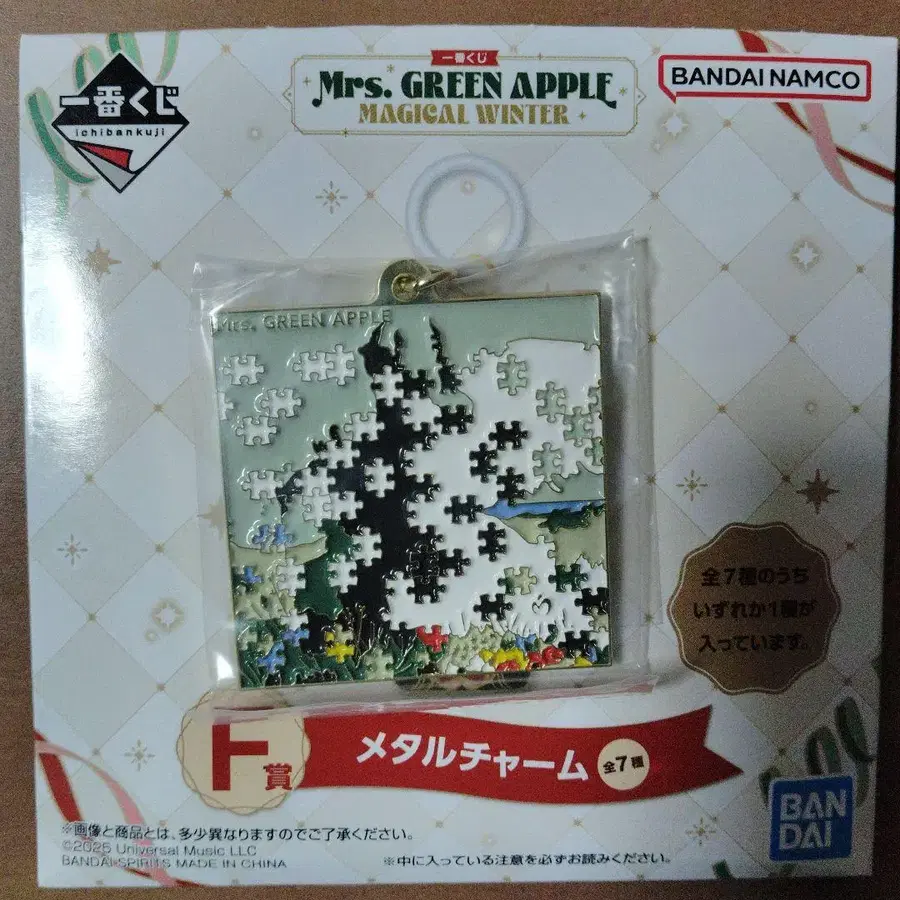 一番くじ
ichibankuji
一番くじ
Mrs. GREEN APPLE
MAGICAL WINTER
BANDAI NAMCO
Mrs. GREEN APPLE
全7種のうち
いずれか1種が
入っています。
ト賞
メタルチャーム
全7種
※画像と商品とは、多少異なりますのでご了承ください。
©2025 Universal Music LLC
BANDAI SPIRITS MADE IN CHINA
※中に入っている注意を必ずお読みください。
BAN
DAI